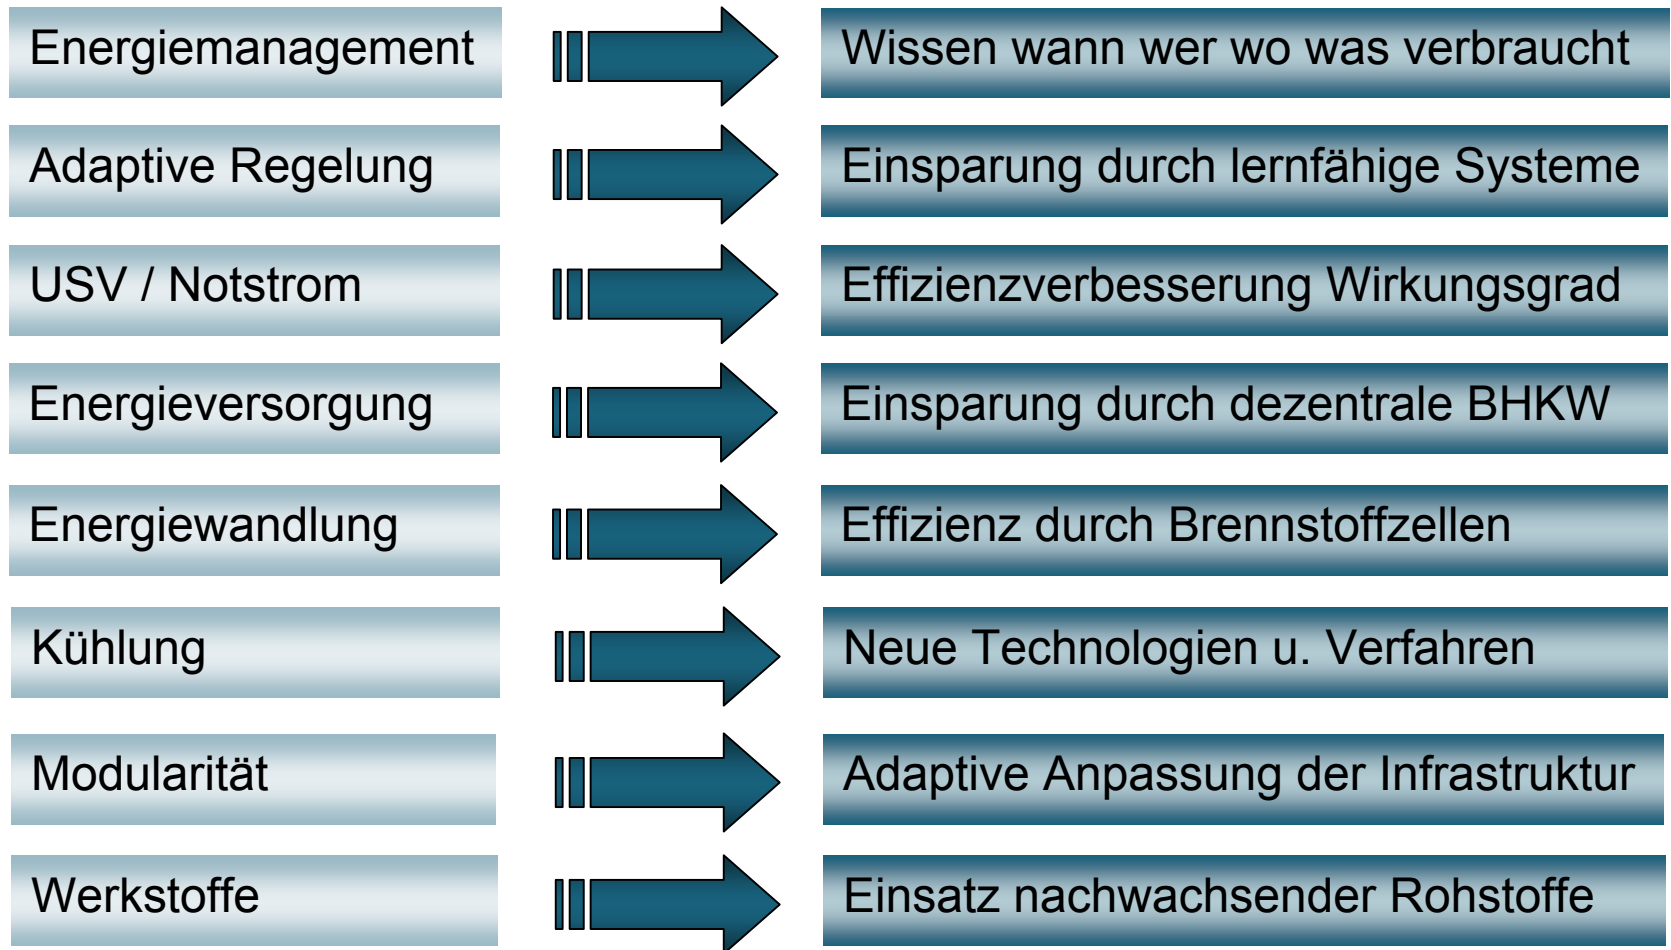 Energiemanagement
Wissen wann wer wo was verbraucht
Adaptive Regelung
Einsparung durch lernfähige Systeme
USV / Notstrom
Effizienzverbesserung Wirkungsgrad
Energieversorgung
Einsparung durch dezentrale BHKW
Energiewandlung
Effizienz durch Brennstoffzellen
Kühlung
Neue Technologien u. Verfahren
Modularität
Adaptive Anpassung der Infrastruktur
Werkstoffe
Einsatz nachwachsender Rohstoffe